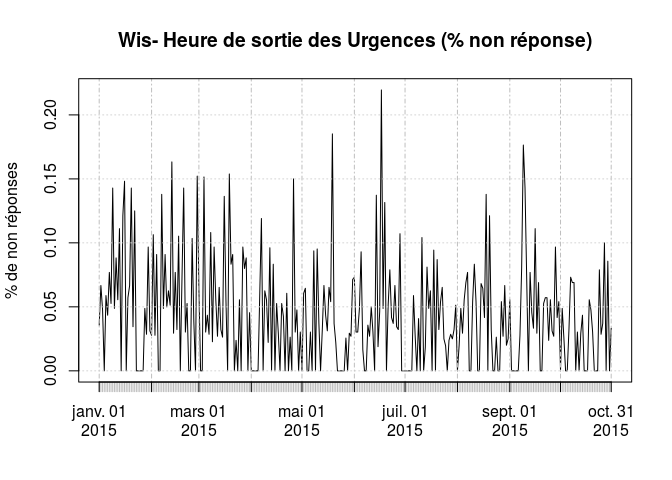 Wis- Heure de sortie des Urgences (% non réponse)
% de non réponses
0.20
0.15
0.10
0.05
0.00
janv. 01 mars 01 mai 01 juil. 01 sept. 01 oct. 31
2015 2015 2015 2015 2015 2015